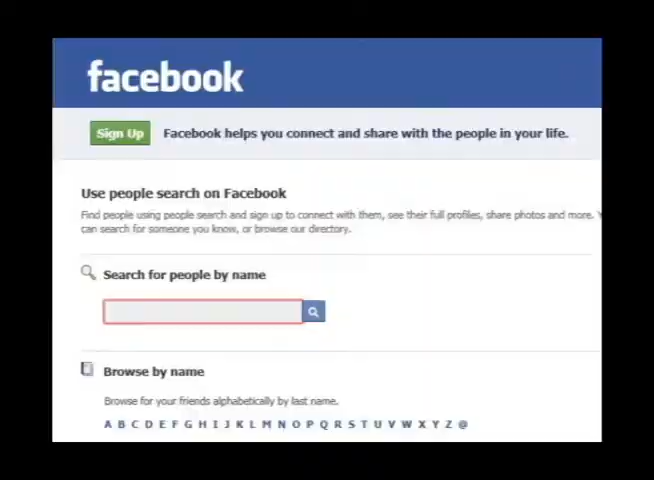 facebook
Sign Up Facebook helps you connect and share with the people in your life.
Use people search on Facebook
Find people using people search and sign up to connect with them, see their full profiles, share photos and more.
can search for someone you know, or browse our directory.
Search for people by name
Browse by name
Browse for your friends alphabetically by last name.
A B C D E F G H I J K L M N O P Q R S T U V W X Y Z @